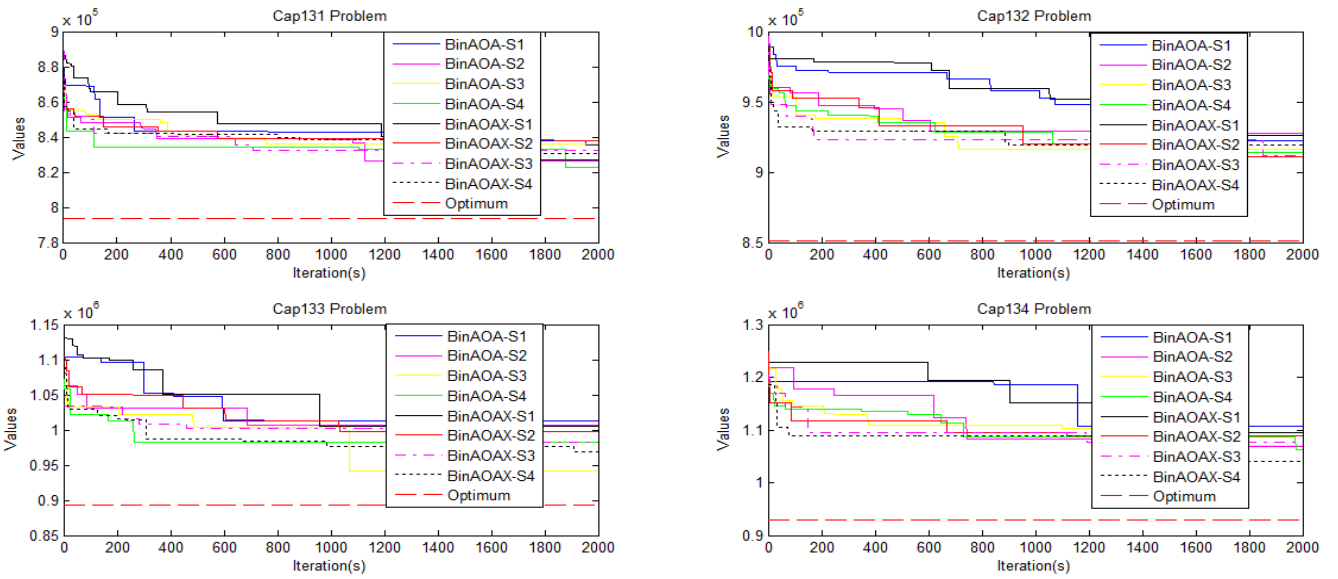 Cap131 Problem
x 10^5
9
8.8
8.6
8.4
8.2
8
7.8
Values
0 200 400 600 800 1000 1200 1400 1600 1800 2000
Iteration(s)
BinAOA-S1
BinAOA-S2
BinAOA-S3
BinAOA-S4
BinAOAX-S1
BinAOAX-S2
BinAOAX-S3
BinAOAX-S4
Optimum
Cap132 Problem
x 10^5
10
9.5
9
8.5
Values
0 200 400 600 800 1000 1200 1400 1600 1800 2000
Iteration(s)
BinAOA-S1
BinAOA-S2
BinAOA-S3
BinAOA-S4
BinAOAX-S1
BinAOAX-S2
BinAOAX-S3
BinAOAX-S4
Optimum
Cap133 Problem
x 10^6
1.15
1.1
1.05
1
0.95
0.9
0.85
Values
0 200 400 600 800 1000 1200 1400 1600 1800 2000
Iteration(s)
BinAOA-S1
BinAOA-S2
BinAOA-S3
BinAOA-S4
BinAOAX-S1
BinAOAX-S2
BinAOAX-S3
BinAOAX-S4
Optimum
Cap134 Problem
x 10^6
1.3
1.2
1.1
1
0.9
Values
0 200 400 600 800 1000 1200 1400 1600 1800 2000
Iteration(s)
BinAOA-S1
BinAOA-S2
BinAOA-S3
BinAOA-S4
BinAOAX-S1
BinAOAX-S2
BinAOAX-S3
BinAOAX-S4
Optimum